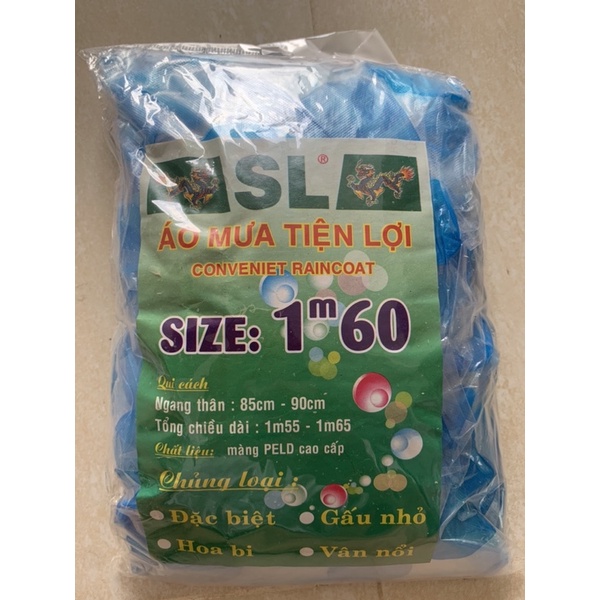 SL®
ÁO MƯA TIỆN LỢI
CONVENIET RAINCOAT
SIZE: 1m60
Qui cách
Ngang thân : 85cm - 90cm
Tổng chiều dài : 1m55 - 1m65
Chất liệu: màng PELD cao cấp
Chủng loại :
Đặc biệt Gấu nhỏ
Hoa bi Vân nổi